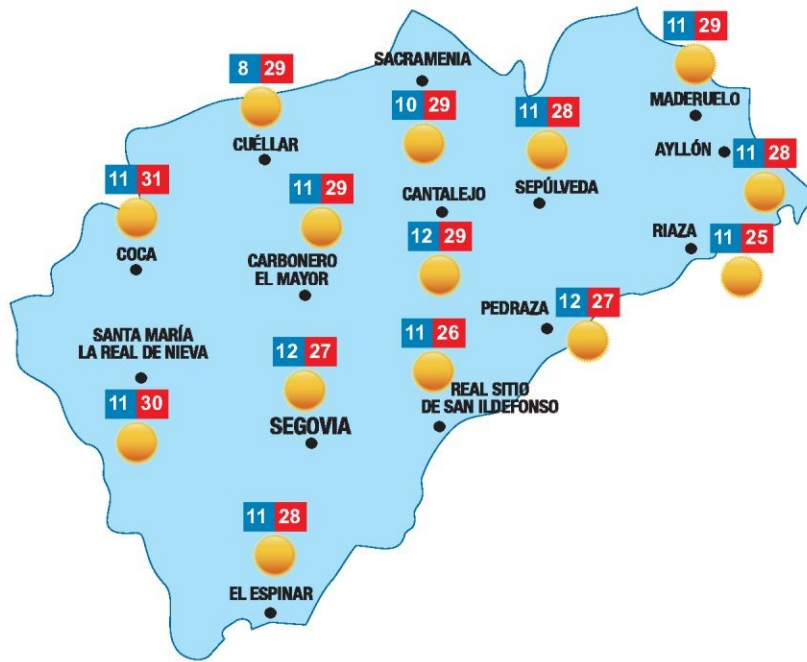 11 29
8 29
SACRAMENIA
MADERUELO
10 29
11 28
CUÉLLAR
AYLLÓN
11 28
11 31
11 29
CANTALEJO
SEPÚLVEDA
COCA
CARBONERO
EL MAYOR
12 29
RIAZA
11 25
SANTA MARÍA
LA REAL DE NIEVA
PEDRAZA
12 27
11 26
12 27
11 30
REAL SITIO
DE SAN ILDEFONSO
SEGOVIA
11 28
EL ESPINAR